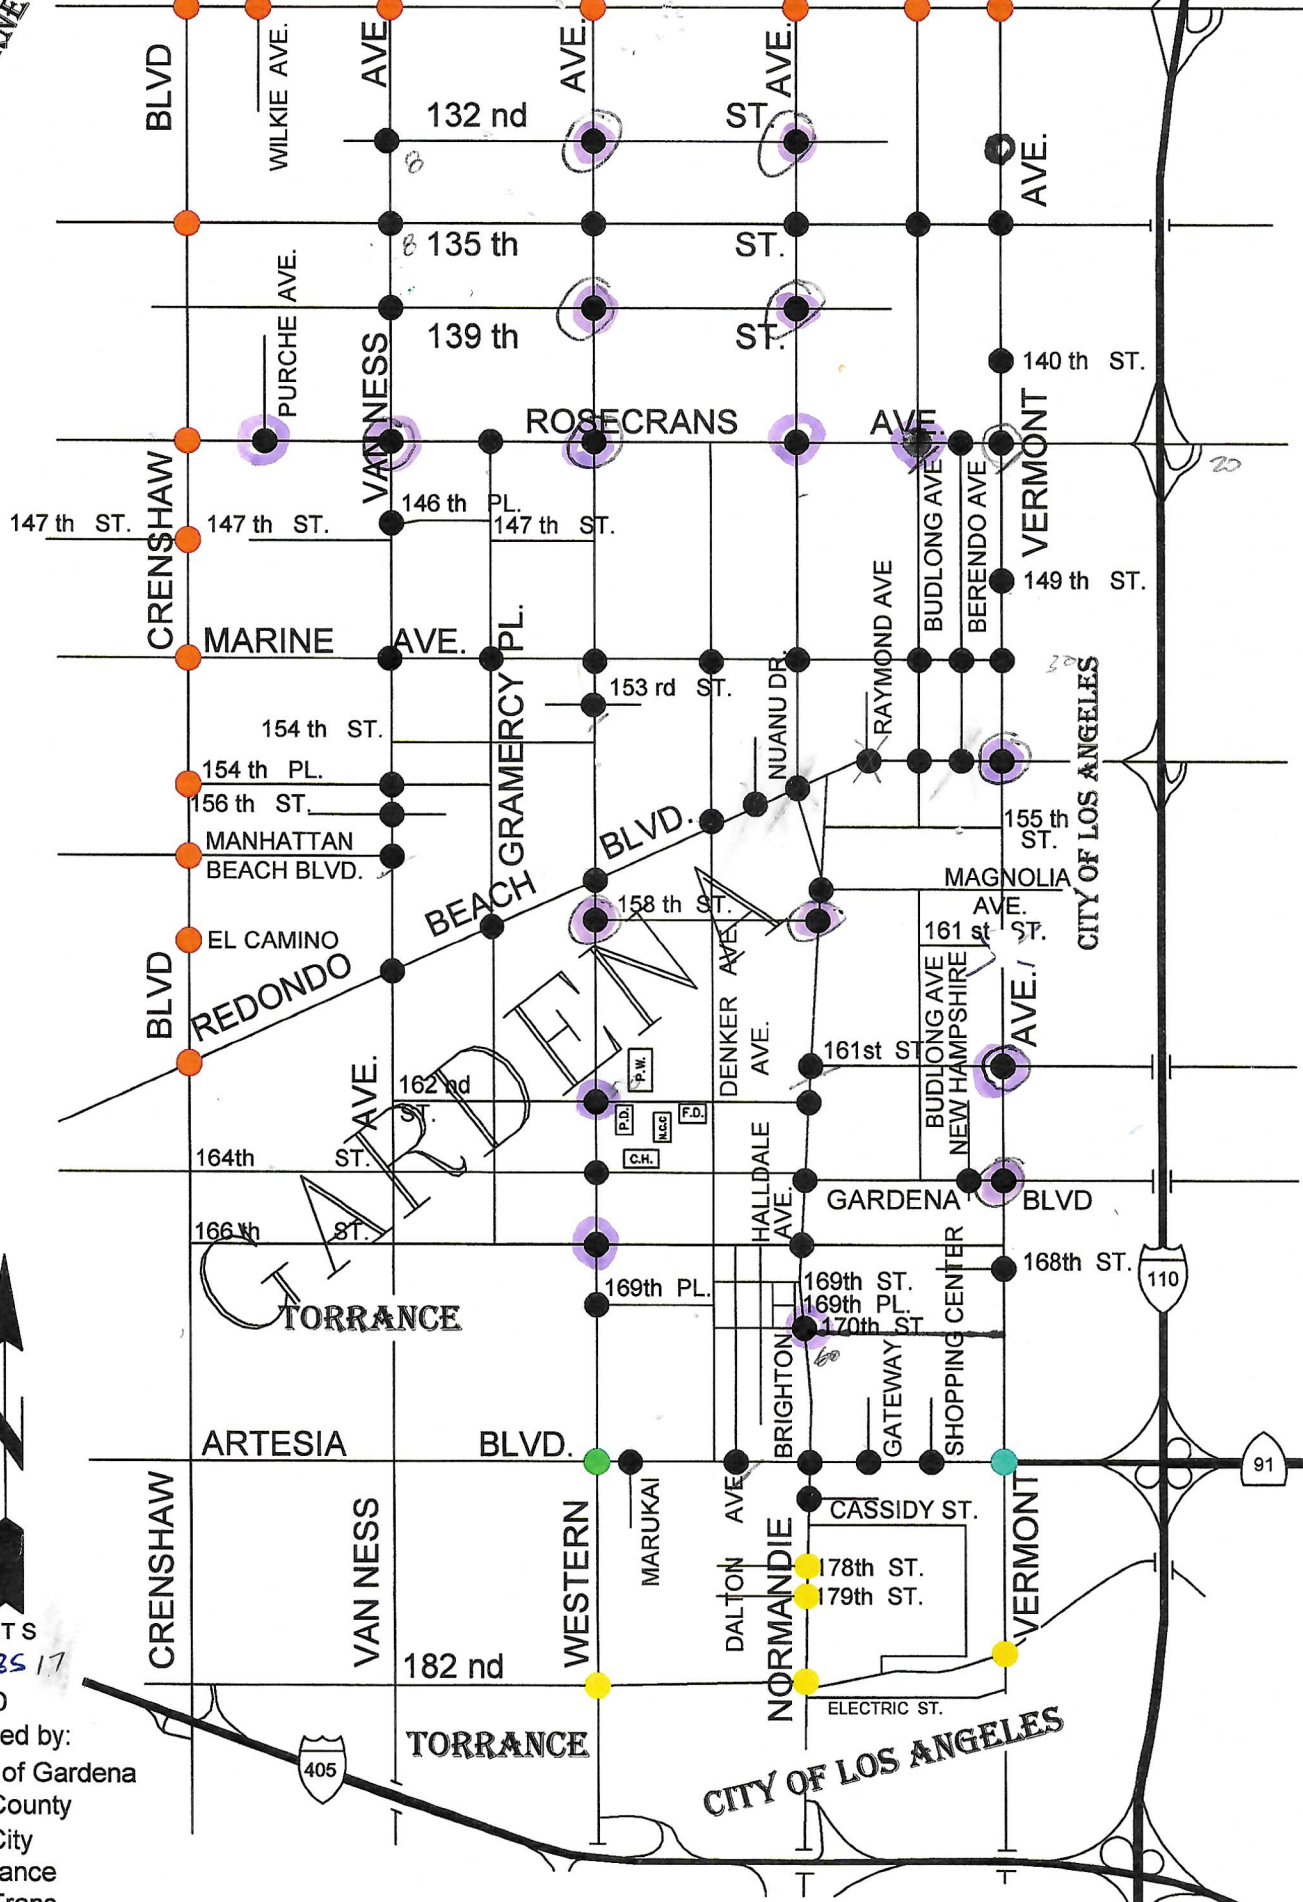 BLVD
WILKIE AVE.
AVE
AVE.
AVE.
132 nd ST.
8
AVE.
135 th ST.
8
PURCHE AVE.
139 th ST.
140 th ST.
VAN NESS
ROSECRANS AVE.
VERMONT
20
CRENSHAW
146 th PL.
147 th ST.
147 th ST.
147 th ST.
BUDLONG AVE
BERENDO AVE
149 th ST.
RAYMOND AVE
MARINE AVE.
GRAMERCY PL.
NUANU DR.
30
153 rd ST.
154 th ST.
154 th PL.
156 th ST.
CITY OF LOS ANGELES
155 th
ST.
MANHATTAN
BEACH BLVD.
REDONDO BEACH BLVD.
MAGNOLIA
AVE.
158 th ST.
161 st ST.
EL CAMINO
BLVD
DENKER AVE.
AVE.
BUDLONG AVE
NEW HAMPSHIRE
AVE.
GARDENA
161st ST
P.W.
162 nd
ST.
AVE.
P.D.
N.C.C
F.D.
C.H.
164th ST.
HALLDALE
AVE.
GARDENA BLVD
166 th ST.
168th ST.
110
169th PL.
169th ST.
169th PL.
170th ST
TORRANCE
60
BRIGHTON
GATEWAY
SHOPPING CENTER
ARTESIA BLVD.
91
CRENSHAW
VAN NESS
WESTERN
MARUKAI
AVE
DALTON
NORMANDIE
CASSIDY ST.
VERMONT
178th ST.
179th ST.
182 nd
ELECTRIC ST.
TORRANCE
CITY OF LOS ANGELES
405
T S
17
ed by:
of Gardena
County
City
ance
Trans